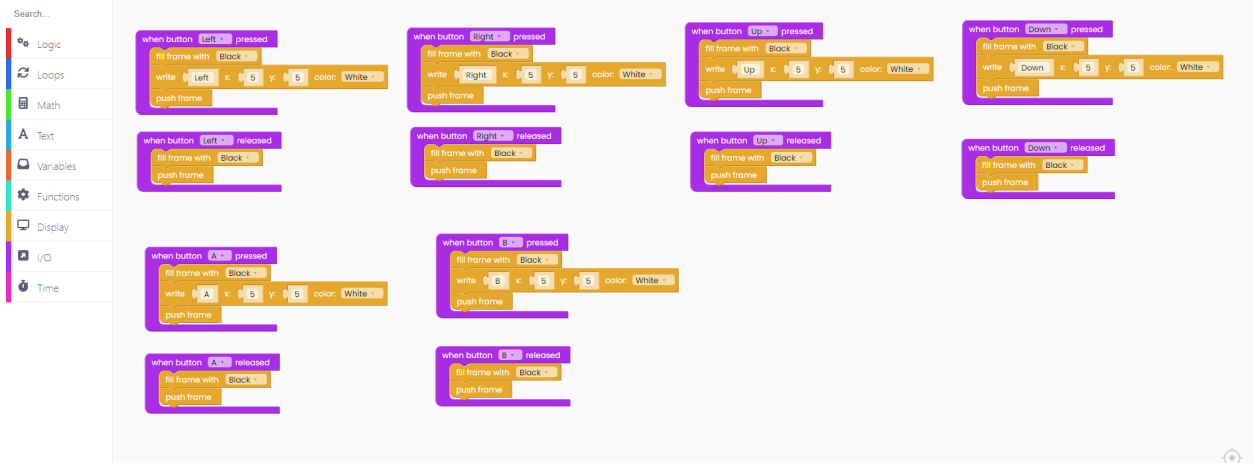 Search...
Logic
Loops
Math
Text
Variables
Functions
Display
I/O
Time
when button Left pressed
fill frame with Black
write Left x: 5 y: 5 color: White
push frame
when button Left released
fill frame with Black
push frame
when button Right pressed
fill frame with Black
write Right x: 5 y: 5 color: White
push frame
when button Right released
fill frame with Black
push frame
when button Up pressed
fill frame with Black
write Up x: 5 y: 5 color: White
push frame
when button Up released
fill frame with Black
push frame
when button Down pressed
fill frame with Black
write Down x: 5 y: 5 color: White
push frame
when button Down released
fill frame with Black
push frame
when button A pressed
fill frame with Black
write A x: 5 y: 5 color: White
push frame
when button A released
fill frame with Black
push frame
when button B pressed
fill frame with Black
write B x: 5 y: 5 color: White
push frame
when button B released
fill frame with Black
push frame